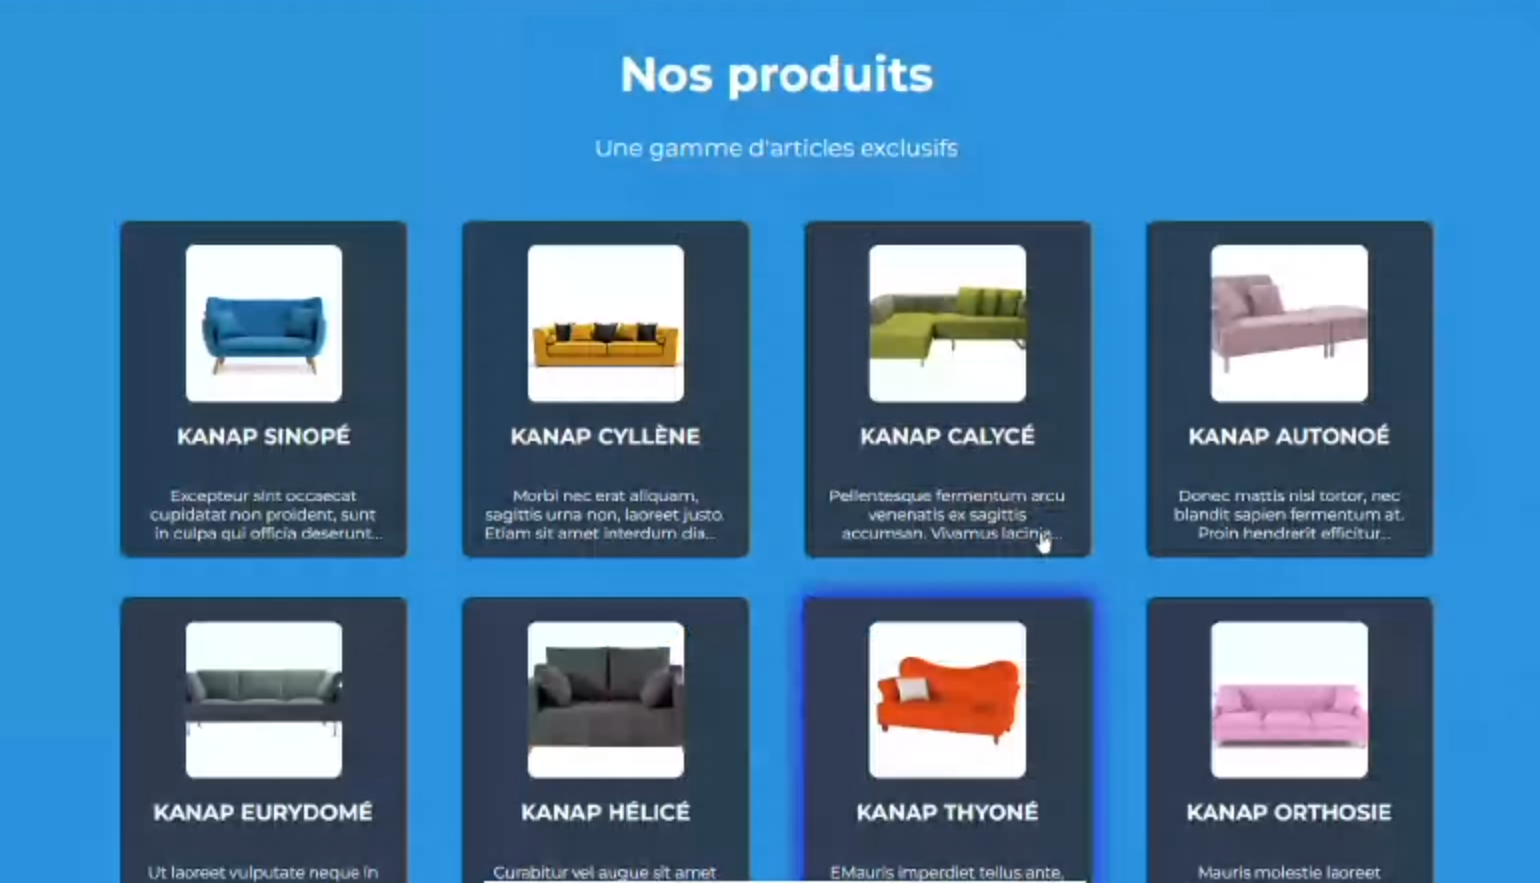 Nos produits
Une gamme d'articles exclusifs
KANAP SINOPÉ
Excepteur sint occaecat
cupidatat non proident, sunt
in culpa qui officia deserunt...
KANAP CYLLÈNE
Morbi nec erat aliquam,
sagittis urna non, laoreet justo.
Etiam sit amet interdum dia...
KANAP CALYCÉ
Pellentesque fermentum arcu
venenatis ex sagittis
accumsan. Vivamus lacinia...
KANAP AUTONOÉ
Donec mattis nisl tortor, nec
blandit sapien fermentum at.
Proin hendrerit efficitur...
KANAP EURYDOMÉ
Ut laoreet vulputate neque in
KANAP HÉLICÉ
Curabitur vel augue sit amet
KANAP THYONÉ
EMauris imperdiet tellus ante,
KANAP ORTHOSIE
Mauris molestie laoreet